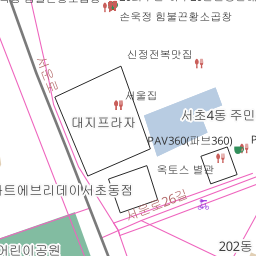 손욱정 힘불끈황소곱창
신정전복맛집
서울집
대지프라자
서초4동 주민
PAV360(파브360)
옥토스 별관
마트에브리데이서초동점
서운로26길
202동
어린이공원